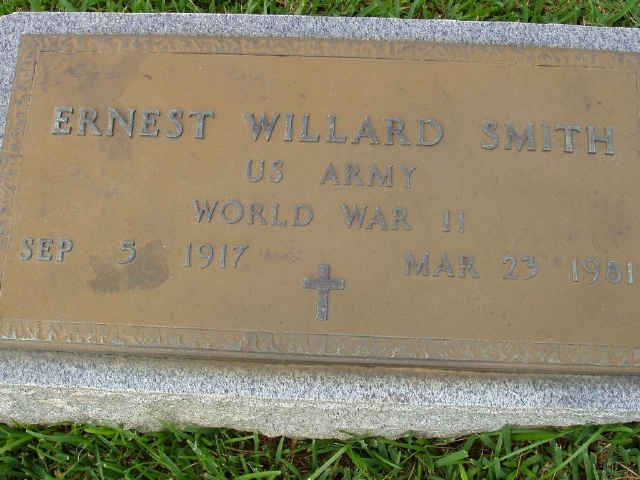 ERNEST WILLARD SMITH
US ARMY
WORLD WAR II
SEP 5 1917 MAR 23 1981